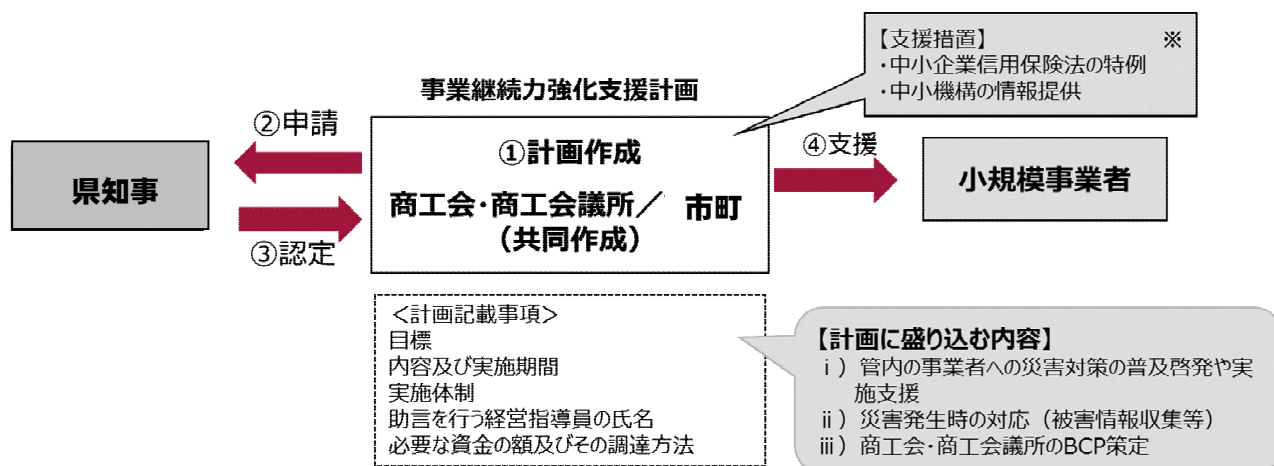 【支援措置】 ※
・中小企業信用保険法の特例
・中小機構の情報提供
事業継続力強化支援計画
②申請
①計画作成
④支援
県知事
商工会・商工会議所／ 市町
（共同作成）
小規模事業者
③認定
＜計画記載事項＞
目標
内容及び実施期間
実施体制
助言を行う経営指導員の氏名
必要な資金の額及びその調達方法
【計画に盛り込む内容】
ⅰ）管内の事業者への災害対策の普及啓発や実
施支援
ⅱ）災害発生時の対応（被害情報収集等）
ⅲ）商工会・商工会議所のBCP策定